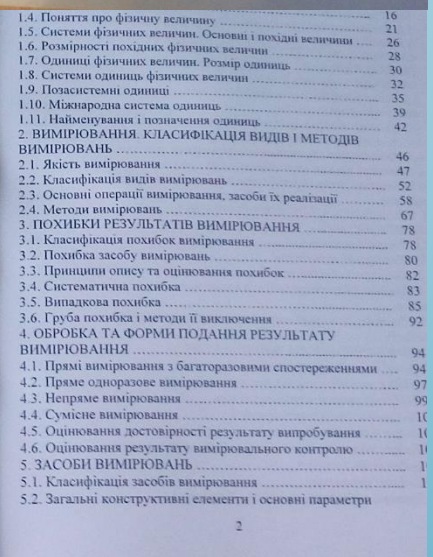 1.4. Поняття про фізичну величину ........ 16
1.5. Системи фізичних величин. Основні і похідні величини ... 21
1.6. Розмірності похідних фізичних величин ........ 26
1.7. Одиниці фізичних величин. Розмір одиниць ........ 28
1.8. Системи одиниць фізичних величин ........ 30
1.9. Позасистемні одиниці ........ 32
1.10. Міжнародна система одиниць ........ 35
1.11. Найменування і позначення одиниць ........ 39
2. ВИМІРЮВАННЯ. КЛАСИФІКАЦІЯ ВИДІВ І МЕТОДІВ 42
ВИМІРЮВАНЬ ........ 46
2.1. Якість вимірювання ........ 47
2.2. Класифікація видів вимірювань ........ 52
2.3. Основні операції вимірювання, засоби їх реалізації ........ 58
2.4. Методи вимірювань ........ 67
3. ПОХИБКИ РЕЗУЛЬТАТІВ ВИМІРЮВАННЯ ........ 78
3.1. Класифікація похибок вимірювання ........ 78
3.2. Похибка засобу вимірювань ........ 80
3.3. Принципи опису та оцінювання похибок ........ 82
3.4. Систематична похибка ........ 83
3.5. Випадкова похибка ........ 85
3.6. Груба похибка і методи її виключення ........ 92
4. ОБРОБКА ТА ФОРМИ ПОДАННЯ РЕЗУЛЬТАТУ
ВИМІРЮВАННЯ ........ 94
4.1. Прямі вимірювання з багаторазовими спостереженнями .... 94
4.2. Пряме одноразове вимірювання ........ 97
4.3. Непряме вимірювання ........ 99
4.4. Сумісне вимірювання ........ 10
4.5. Оцінювання достовірності результату випробування ........ 10
4.6. Оцінювання результату вимірювального контролю ........ 10
5. ЗАСОБИ ВИМІРЮВАНЬ ........ 1
5.1. Класифікація засобів вимірювання ........ 1
5.2. Загальні конструктивні елементи і основні параметри
2